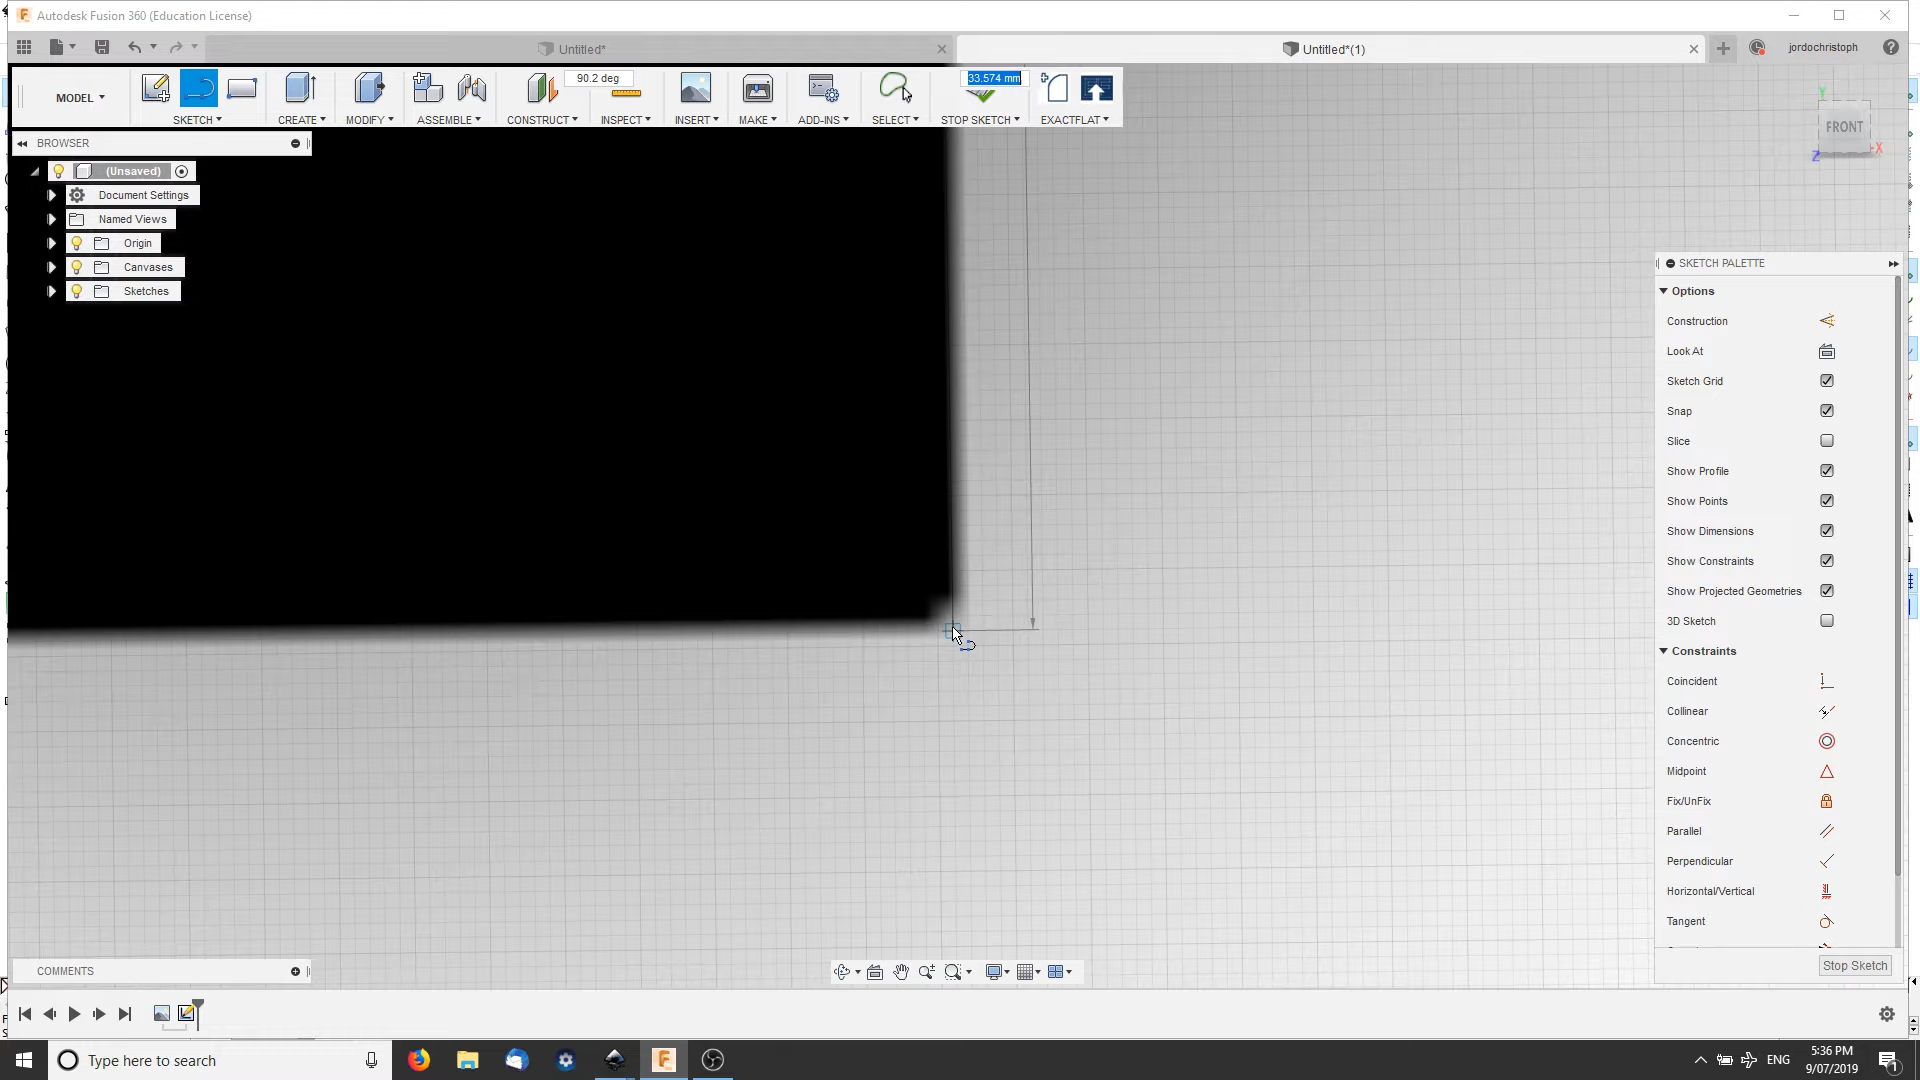 Autodesk Fusion 360 (Education License)
Untitled*
Untitled*(1)
jordochristoph
MODEL
90.2 deg
33.574 mm
SKETCH
CREATE
MODIFY
ASSEMBLE
CONSTRUCT
INSPECT
INSERT
MAKE
ADD-INS
SELECT
STOP SKETCH
EXACTFLAT
Y
FRONT
X
Z
BROWSER
(Unsaved)
Document Settings
Named Views
Origin
Canvases
Sketches
SKETCH PALETTE
Options
Construction
Look At
Sketch Grid
Snap
Slice
Show Profile
Show Points
Show Dimensions
Show Constraints
Show Projected Geometries
3D Sketch
Constraints
Coincident
Collinear
Concentric
Midpoint
Fix/UnFix
Parallel
Perpendicular
Horizontal/Vertical
Tangent
Stop Sketch
COMMENTS
Type here to search
ENG
5:36 PM
9/07/2019
1